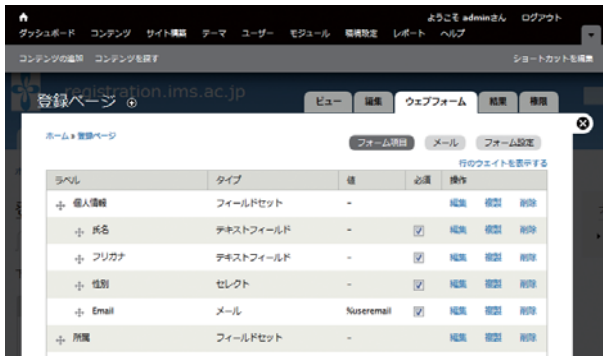 ようこそ adminさん ログアウト
ダッシュボード コンテンツ サイト構築 テーマ ユーザー モジュール 環境設定 レポート ヘルプ
コンテンツの追加 コンテンツを探す ショートカットを編集
registration.ims.ac.jp
登録ページ ビュー 編集 ウェブフォーム 結果 権限
ホーム » 登録ページ フォーム項目 メール フォーム設定
行のウェイトを表示する
ラベル タイプ 値 必須 操作
個人情報 フィールドセット - 編集 複製 削除
氏名 テキストフィールド - 編集 複製 削除
フリガナ テキストフィールド - 編集 複製 削除
性別 セレクト - 編集 複製 削除
Email メール %useremail 編集 複製 削除
所属 フィールドセット - 編集 複製 削除